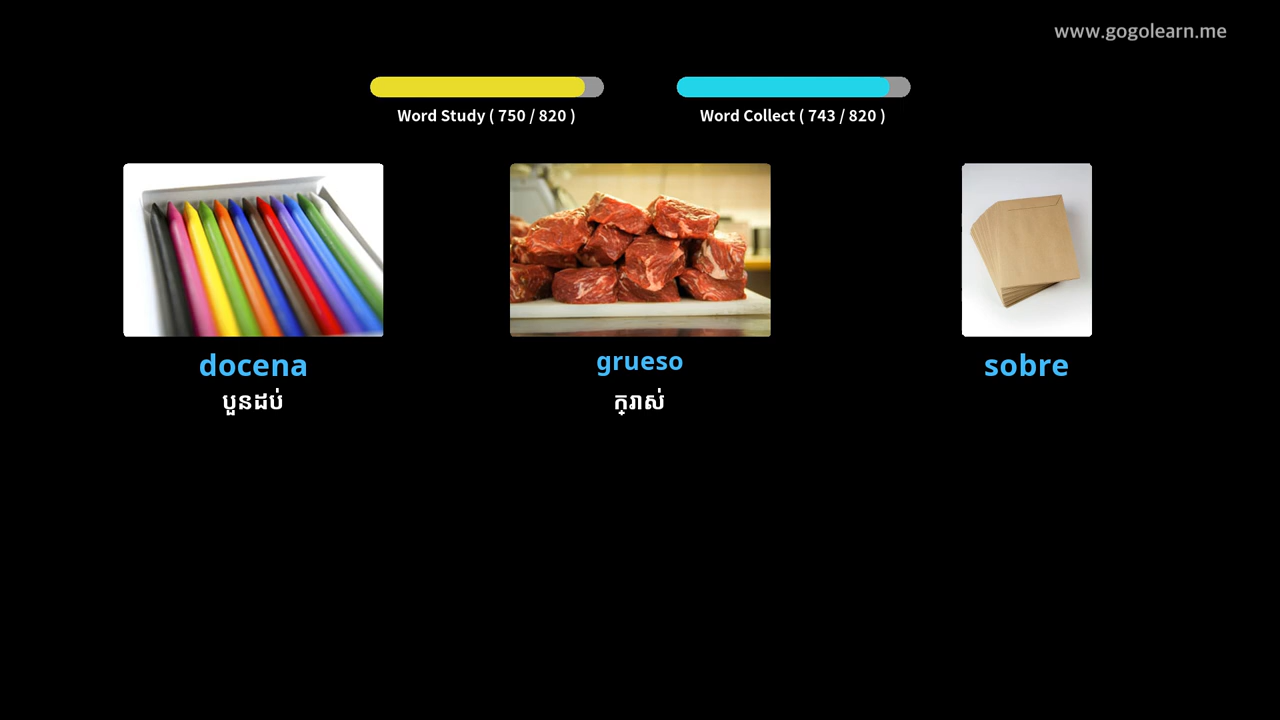 www.gogolearn.me
Word Study ( 750 / 820 )
Word Collect ( 743 / 820 )
docena
grueso
sobre
បួនដប់
ក្រាស់